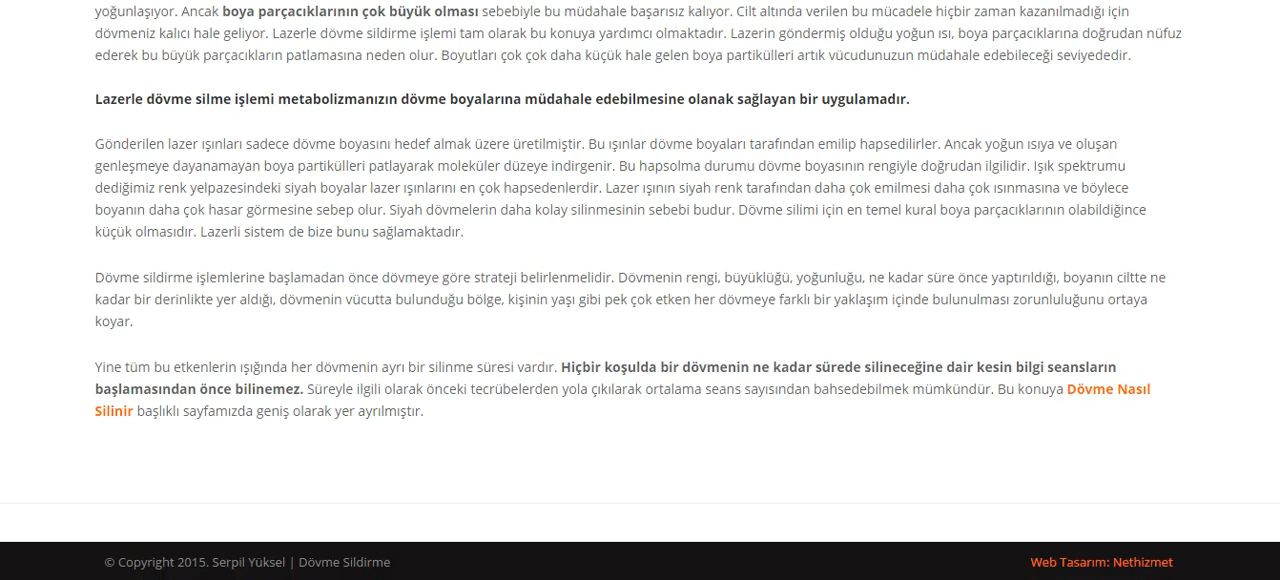 yoğunlaşıyor. Ancak boya parçacıklarının çok büyük olması sebebiyle bu müdahale başarısız kalıyor. Cilt altında verilen bu mücadele hiçbir zaman kazanılmadığı için
dövmeniz kalıcı hale geliyor. Lazerle dövme sildirme işlemi tam olarak bu konuya yardımcı olmaktadır. Lazerin göndermiş olduğu yoğun ısı, boya parçacıklarına doğrudan nüfuz
ederek bu büyük parçacıkların patlamasına neden olur. Boyutları çok çok daha küçük hale gelen boya partikülleri artık vücudunuzun müdahale edebileceği seviyededir.
Lazerle dövme silme işlemi metabolizmanızın dövme boyalarına müdahale edebilmesine olanak sağlayan bir uygulamadır.
Gönderilen lazer ışınları sadece dövme boyasını hedef almak üzere üretilmiştir. Bu ışınlar dövme boyaları tarafından emilip hapsedilirler. Ancak yoğun ısıya ve oluşan
genleşmeye dayanamayan boya partikülleri patlayarak moleküler düzeye indirgenir. Bu hapsolma durumu dövme boyasının rengiyle doğrudan ilgilidir. Işık spektrumu
dediğimiz renk yelpazesindeki siyah boyalar lazer ışınlarını en çok hapsedenlerdir. Lazer ışının siyah renk tarafından daha çok emilmesi daha çok ısınmasına ve böylece
boyanın daha çok hasar görmesine sebep olur. Siyah dövmelerin daha kolay silinmesinin sebebi budur. Dövme silimi için en temel kural boya parçacıklarının olabildiğince
küçük olmasıdır. Lazerli sistem de bize bunu sağlamaktadır.
Dövme sildirme işlemlerine başlamadan önce dövmeye göre strateji belirlenmelidir. Dövmenin rengi, büyüklüğü, yoğunluğu, ne kadar süre önce yaptırıldığı, boyanın ciltte ne
kadar bir derinlikte yer aldığı, dövmenin vücutta bulunduğu bölge, kişinin yaşı gibi pek çok etken her dövmeye farklı bir yaklaşım içinde bulunulması zorunluluğunu ortaya
koyar.
Yine tüm bu etkenlerin ışığında her dövmenin ayrı bir silinme süresi vardır. Hiçbir koşulda bir dövmenin ne kadar sürede silineceğine dair kesin bilgi seansların
başlamasından önce bilinemez. Süreyle ilgili olarak önceki tecrübelerden yola çıkılarak ortalama seans sayısından bahsedebilmek mümkündür. Bu konuya Dövme Nasıl
Silinir başlıklı sayfamızda geniş olarak yer ayrılmıştır.
© Copyright 2015. Serpil Yüksel | Dövme Sildirme
Web Tasarım: Nethizmet